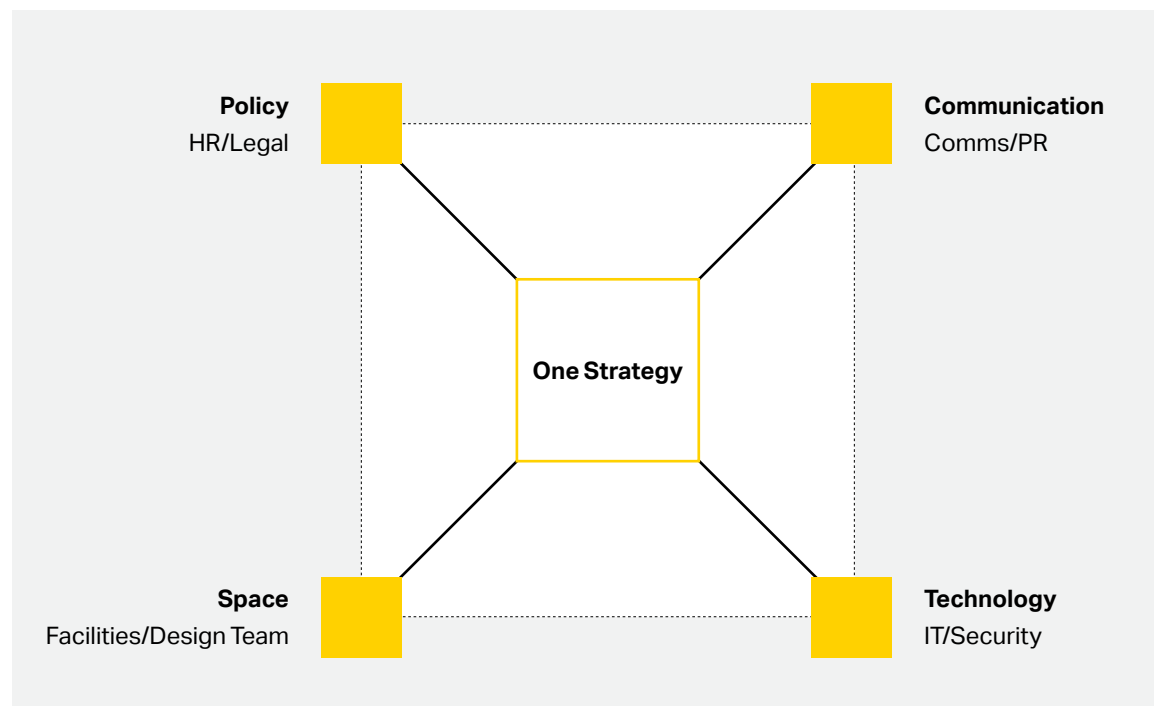 Policy
HR/Legal
Communication
Comms/PR
One Strategy
Space
Facilities/Design Team
Technology
IT/Security